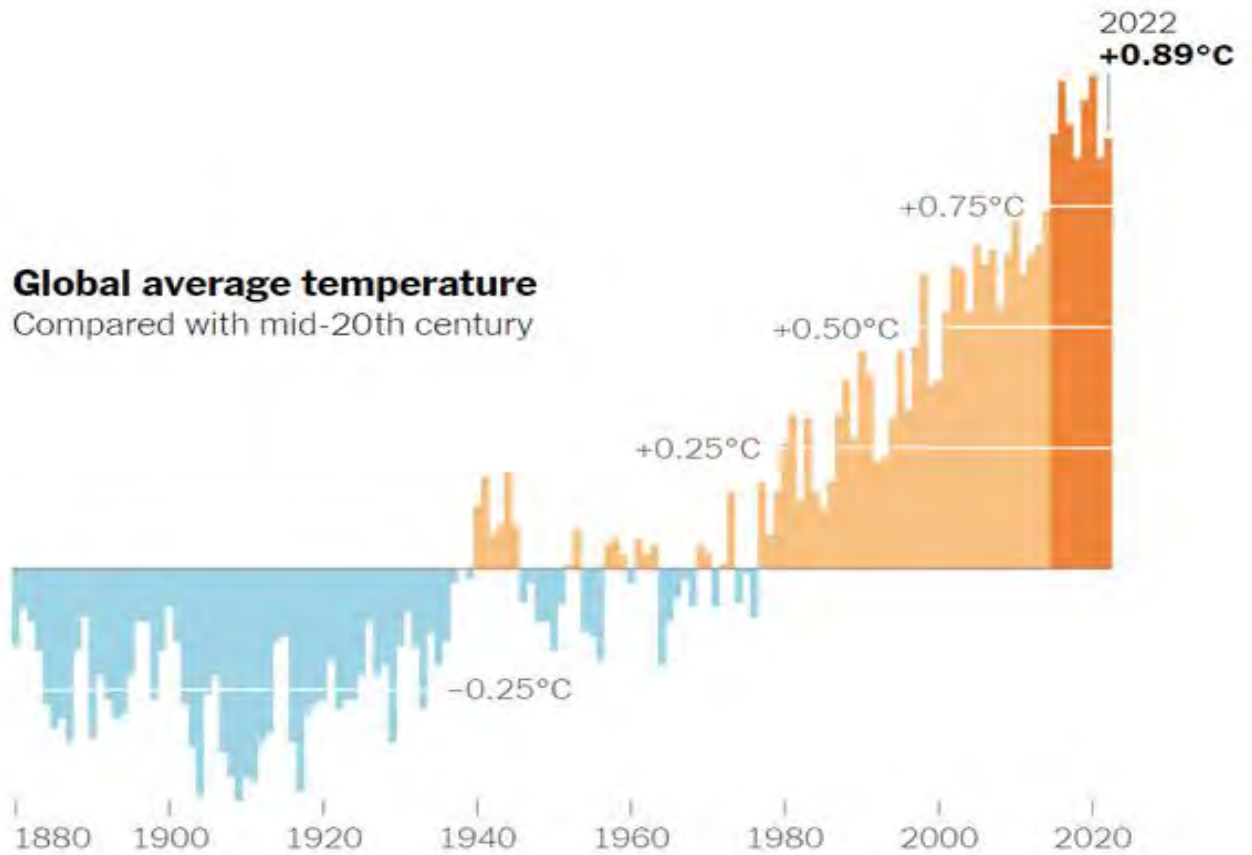 2022
+0.89°C
+0.75°C
Global average temperature
Compared with mid-20th century
+0.50°C
+0.25°C
−0.25°C
1880 1900 1920 1940 1960 1980 2000 2020